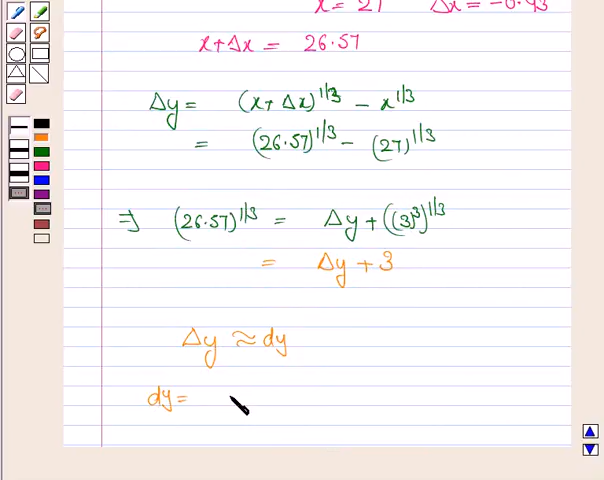 x = 27 Δx = -0.43
x+Δx = 26.57
Δy = (x+Δx)^1/3 - x^1/3
= (26.57)^1/3 - (27)^1/3
⇒ (26.57)^1/3 = Δy + ((3)^3)^1/3
= Δy + 3
Δy ≈ dy
dy =